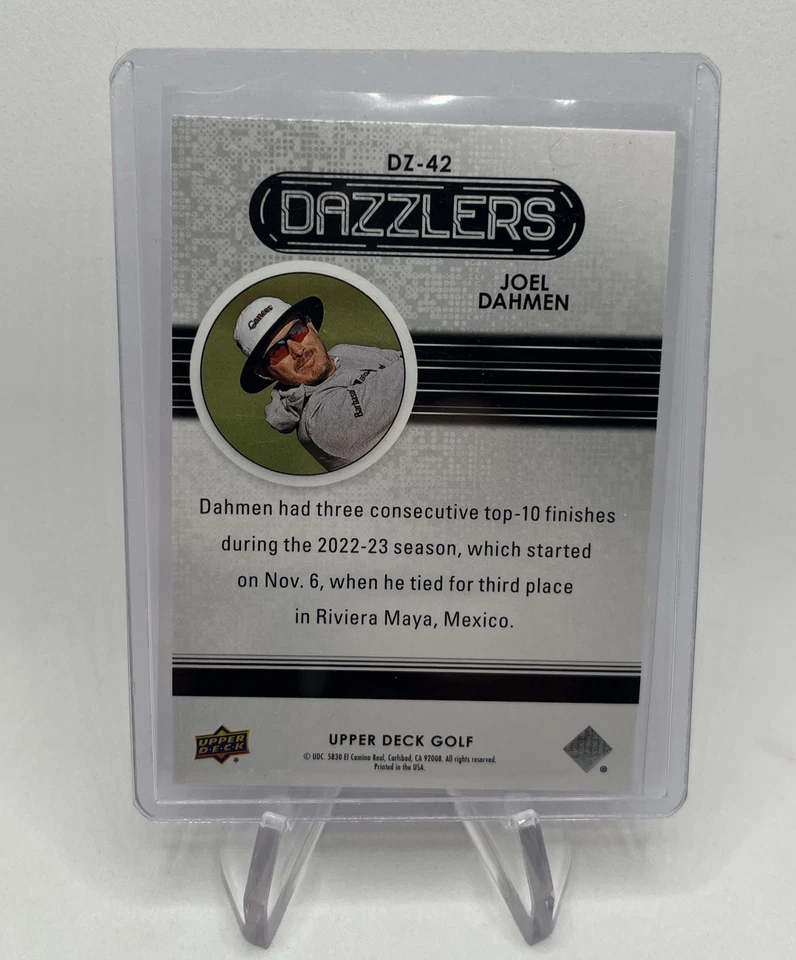 DZ-42
DAZZLERS
JOEL
DAHMEN
Dahmen had three consecutive top-10 finishes
during the 2022-23 season, which started
on Nov. 6, when he tied for third place
in Riviera Maya, Mexico.
UPPER
D·E·C·K
®
UPPER DECK GOLF
© UDC. 5830 El Camino Real, Carlsbad, CA 92008. All rights reserved.
Printed in the USA.
®